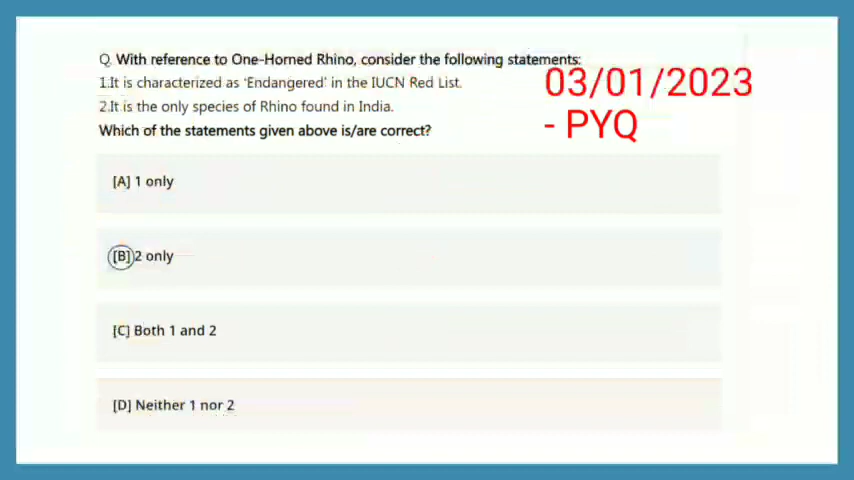 Q. With reference to One-Horned Rhino, consider the following statements:
1.It is characterized as ‘Endangered’ in the IUCN Red List.
2.It is the only species of Rhino found in India.
Which of the statements given above is/are correct?
03/01/2023
- PYQ
[A] 1 only
[B] 2 only
[C] Both 1 and 2
[D] Neither 1 nor 2